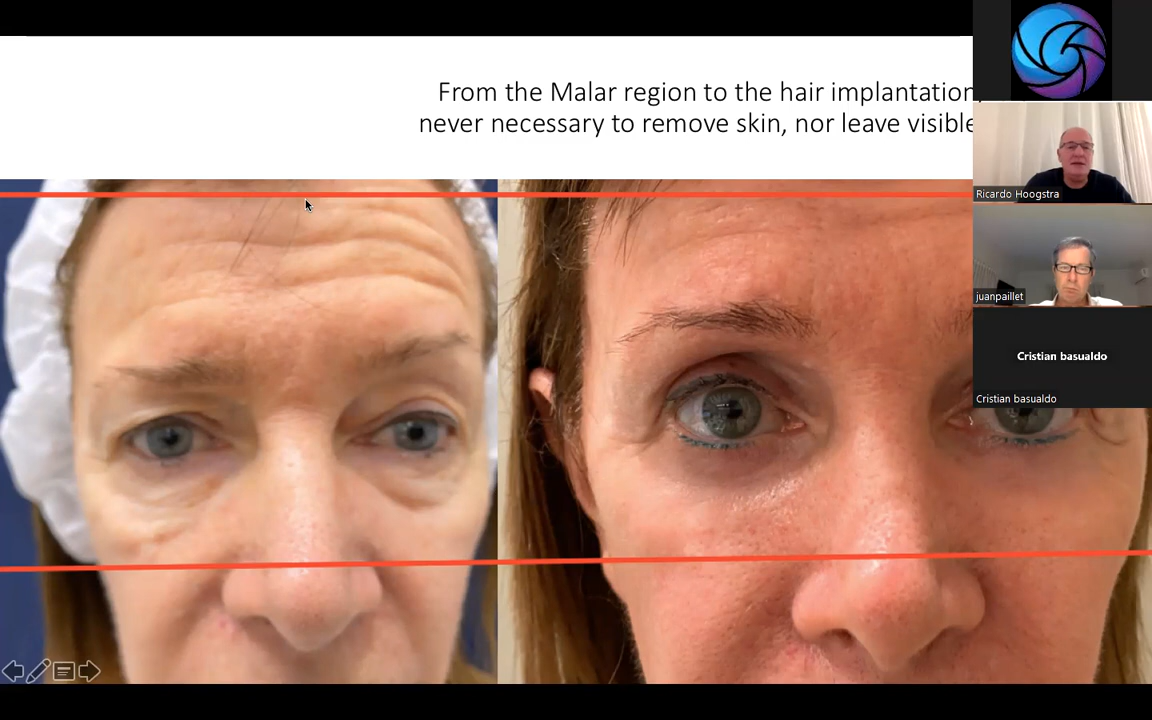 From the Malar region to the hair implantation,
never necessary to remove skin, nor leave visible
Ricardo Hoogstra
juanpaillet
Cristian basualdo
Cristian basualdo